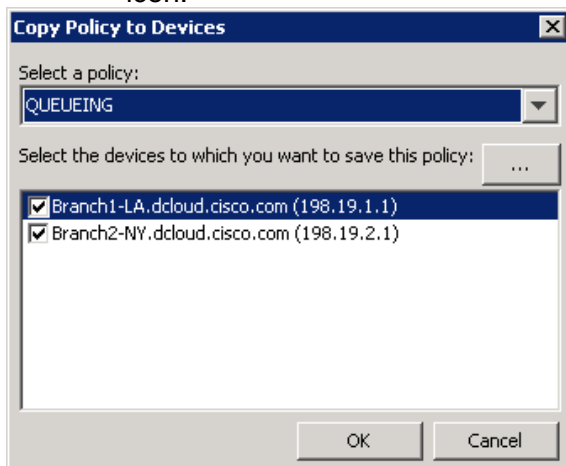 icon.
Copy Policy to Devices
Select a policy:
QUEUEING
Select the devices to which you want to save this policy: ...
Branch1-LA.dcloud.cisco.com (198.19.1.1)
Branch2-NY.dcloud.cisco.com (198.19.2.1)
OK Cancel